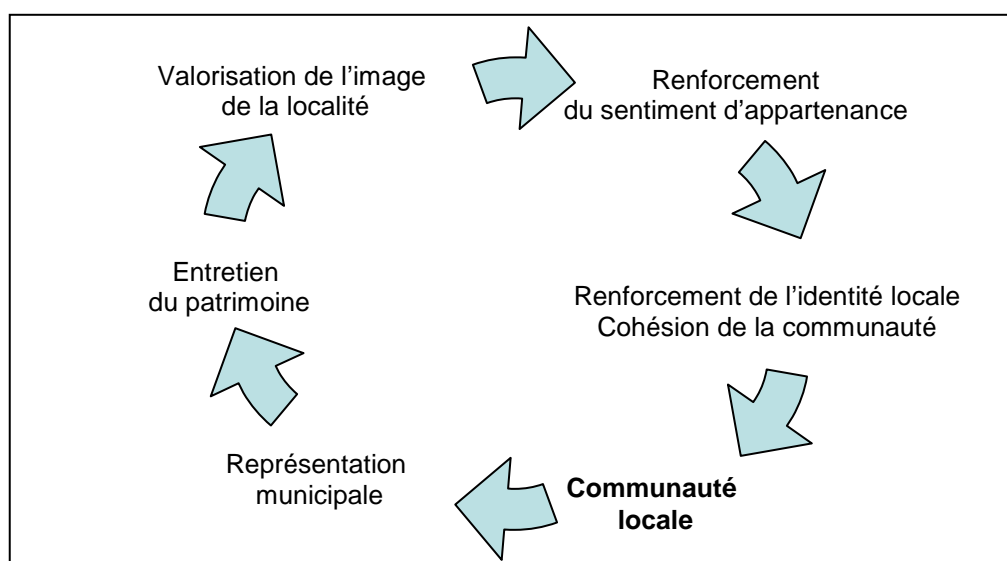 Valorisation de l’image
de la localité
Renforcement
du sentiment d’appartenance
Renforcement de l’identité locale
Cohésion de la communauté
Communauté
locale
Représentation
municipale
Entretien
du patrimoine